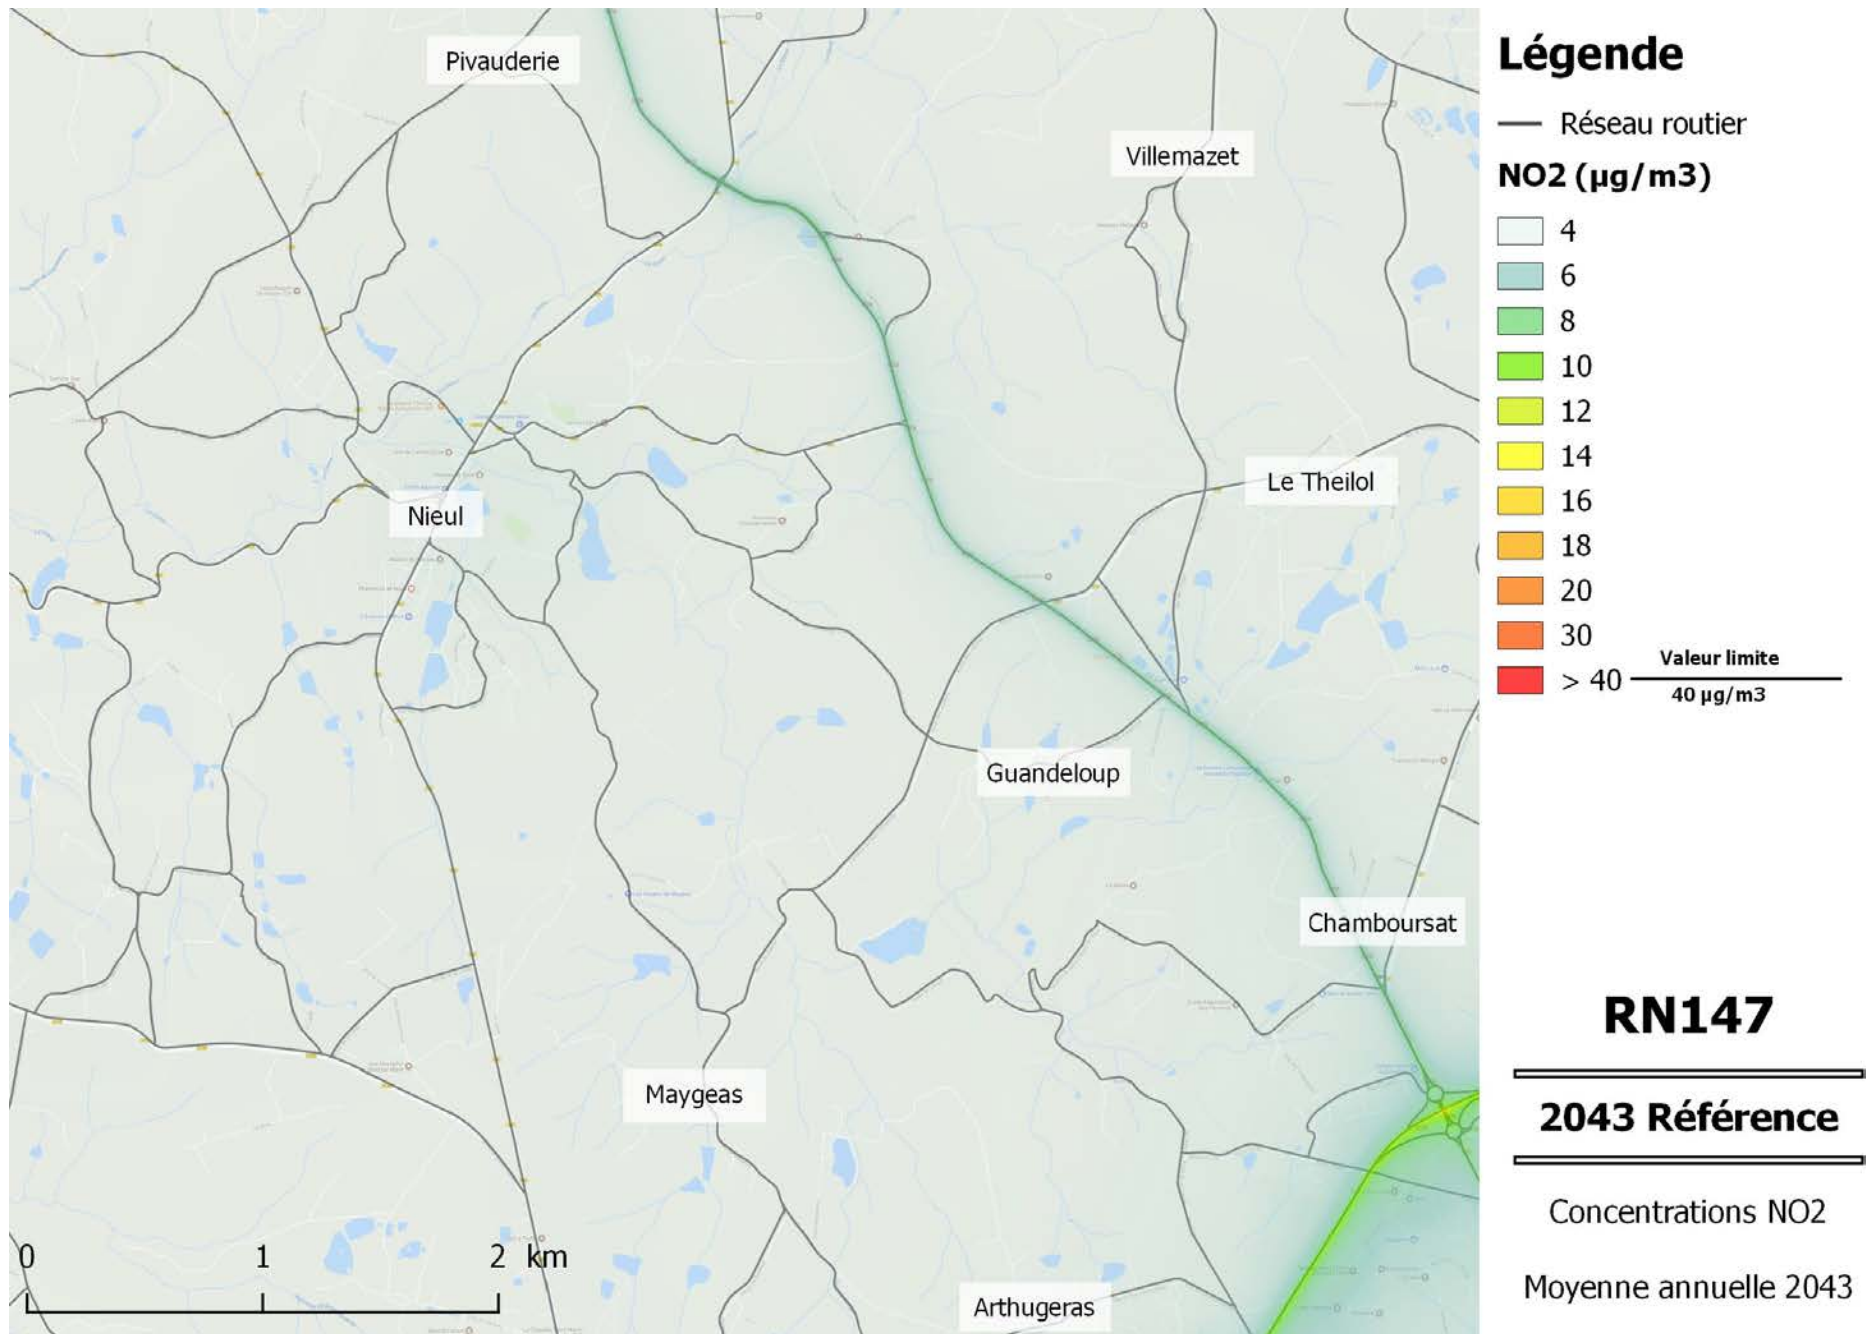 Pivauderie
Villemazet
Le Theilol
Nieul
Guandeloup
Chamboursat
Maygeas
Arthugeras
0 1 2 km
Légende
Réseau routier
NO2 (µg/m3)
4
6
8
10
12
14
16
18
20
30
> 40
Valeur limite
40 µg/m3
RN147
2043 Référence
Concentrations NO2
Moyenne annuelle 2043